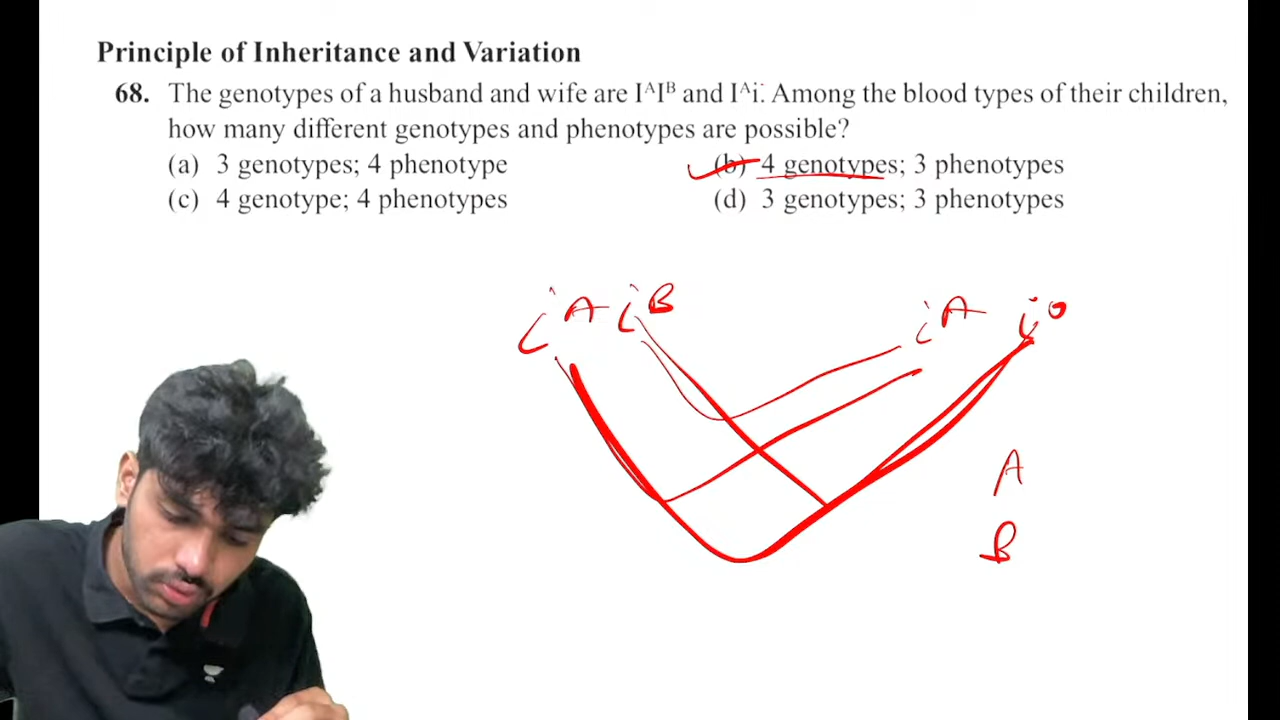 Principle of Inheritance and Variation
68. The genotypes of a husband and wife are IᴬIᴮ and Iᴬi. Among the blood types of their children,
how many different genotypes and phenotypes are possible?
(a) 3 genotypes; 4 phenotype (b) 4 genotypes; 3 phenotypes
(c) 4 genotype; 4 phenotypes (d) 3 genotypes; 3 phenotypes
iᴬ iᴮ iᴬ i⁰
A
B